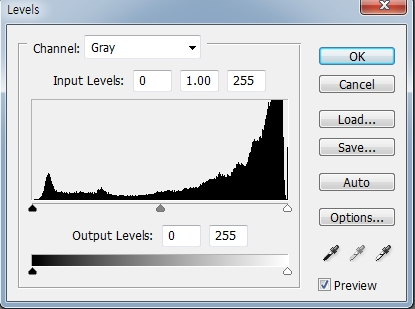 Levels
Channel: Gray
OK
Input Levels: 0 1.00 255
Cancel
Load...
Save...
Auto
Options...
Output Levels: 0 255
Preview